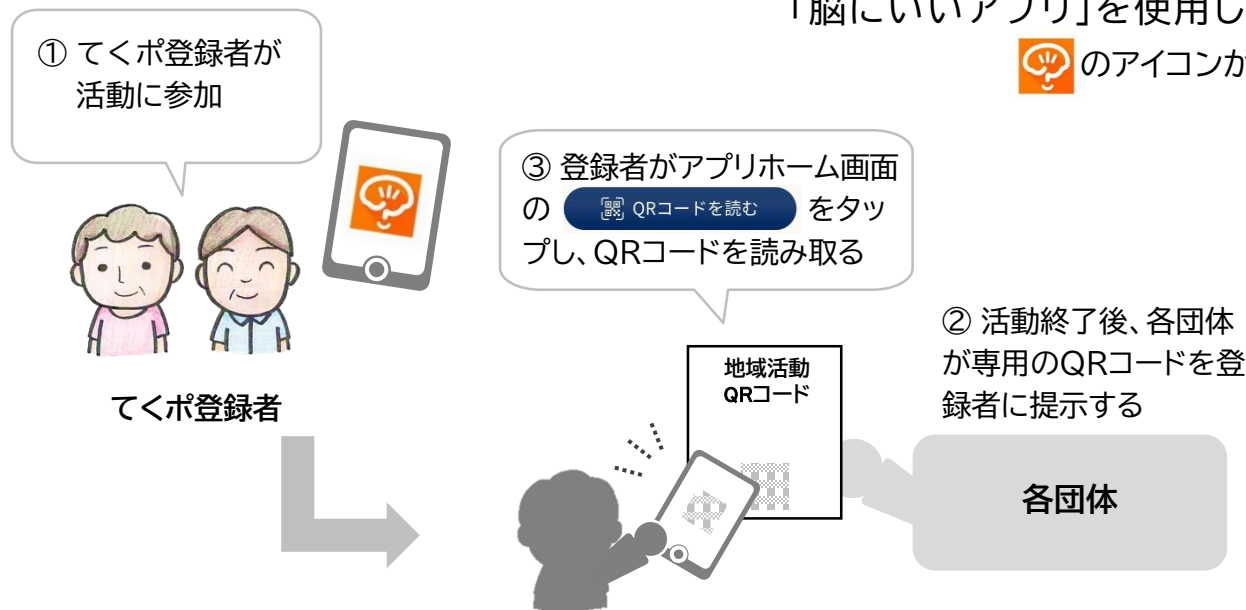 「脳にいいアプリ」を使用し
のアイコンが
① てくポ登録者が
活動に参加
③ 登録者がアプリホーム画面
の QRコードを読む をタッ
プし、QRコードを読み取る
② 活動終了後、各団体
が専用のQRコードを登
録者に提示する
地域活動
QRコード
てくポ登録者
各団体